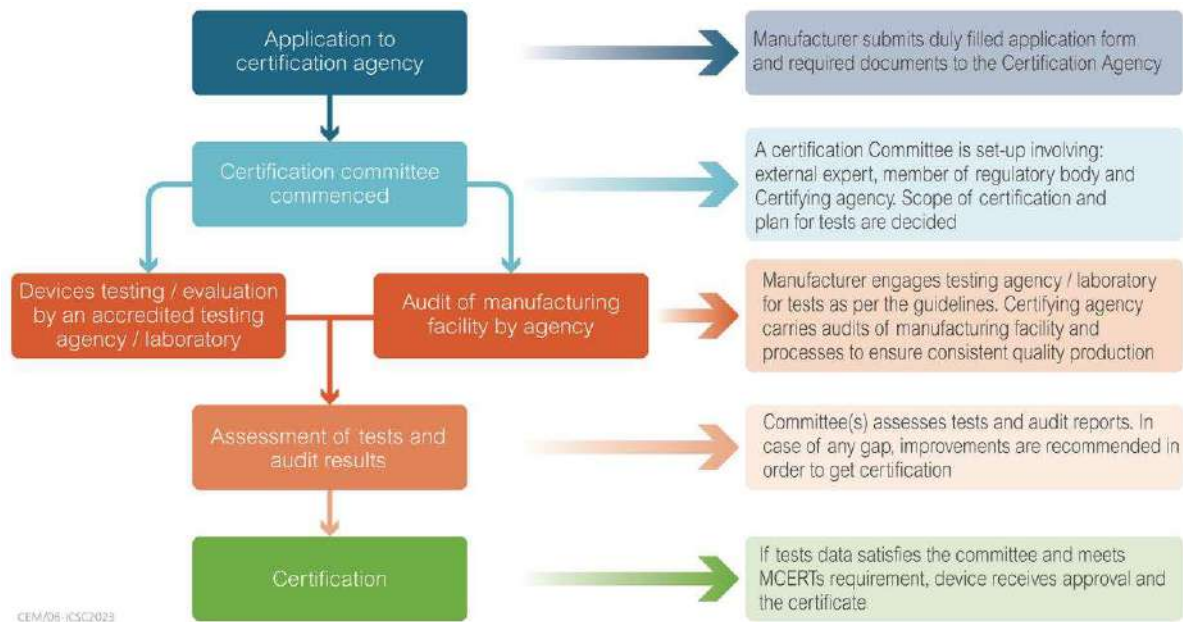 Application to
certification agency
Manufacturer submits duly filled application form
and required documents to the Certification Agency
Certification committee
commenced
A certification Committee is set-up involving:
external expert, member of regulatory body and
Certifying agency. Scope of certification and
plan for tests are decided
Devices testing / evaluation
by an accredited testing
agency / laboratory
Audit of manufacturing
facility by agency
Manufacturer engages testing agency / laboratory
for tests as per the guidelines. Certifying agency
carries audits of manufacturing facility and
processes to ensure consistent quality production
Assessment of tests and
audit results
Committee(s) assesses tests and audit reports. In
case of any gap, improvements are recommended in
order to get certification
Certification
If tests data satisfies the committee and meets
MCERTs requirement, device receives approval and
the certificate
CEM/06-ICSC2023